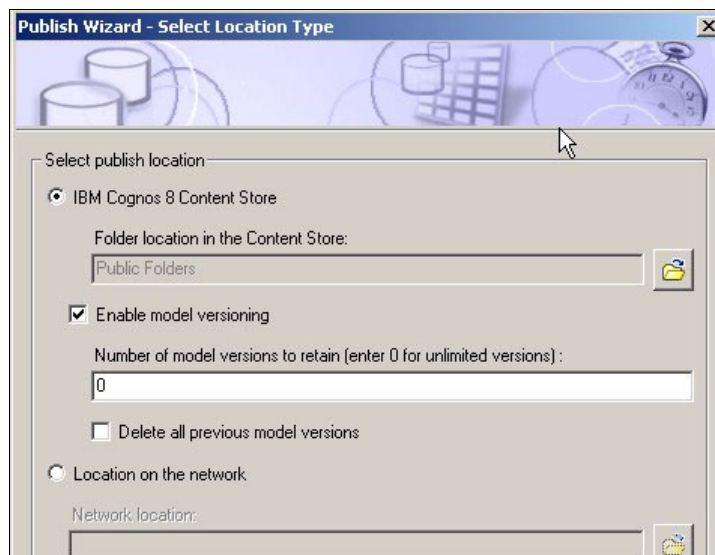 Publish Wizard - Select Location Type
Select publish location
IBM Cognos 8 Content Store
Folder location in the Content Store:
Public Folders
Enable model versioning
Number of model versions to retain (enter 0 for unlimited versions) :
0
Delete all previous model versions
Location on the network
Network location: